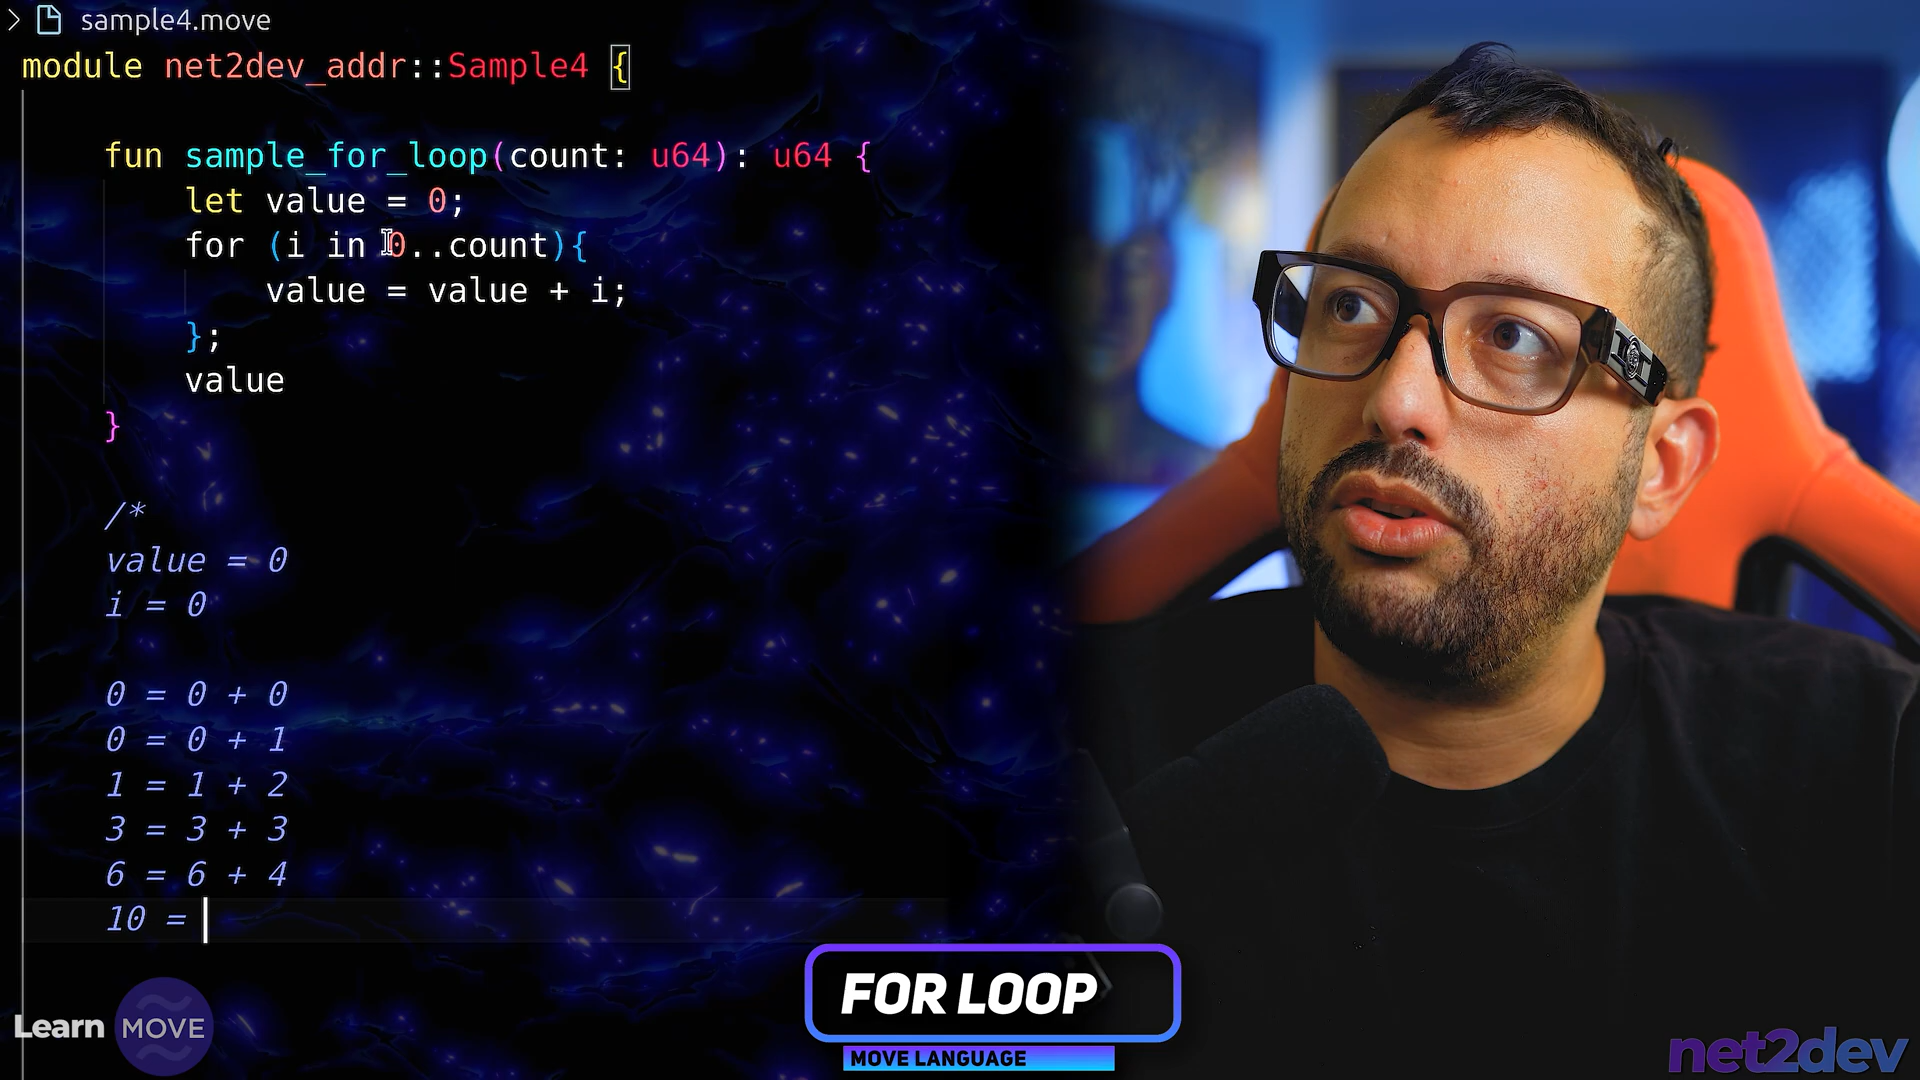 sample4.move
module net2dev_addr::Sample4 {
fun sample_for_loop(count: u64): u64 {
let value = 0;
for (i in 0..count){
value = value + i;
};
value
}
/*
value = 0
i = 0
0 = 0 + 0
0 = 0 + 1
1 = 1 + 2
3 = 3 + 3
6 = 6 + 4
10 =
FOR LOOP
MOVE LANGUAGE
Learn MOVE
net2dev